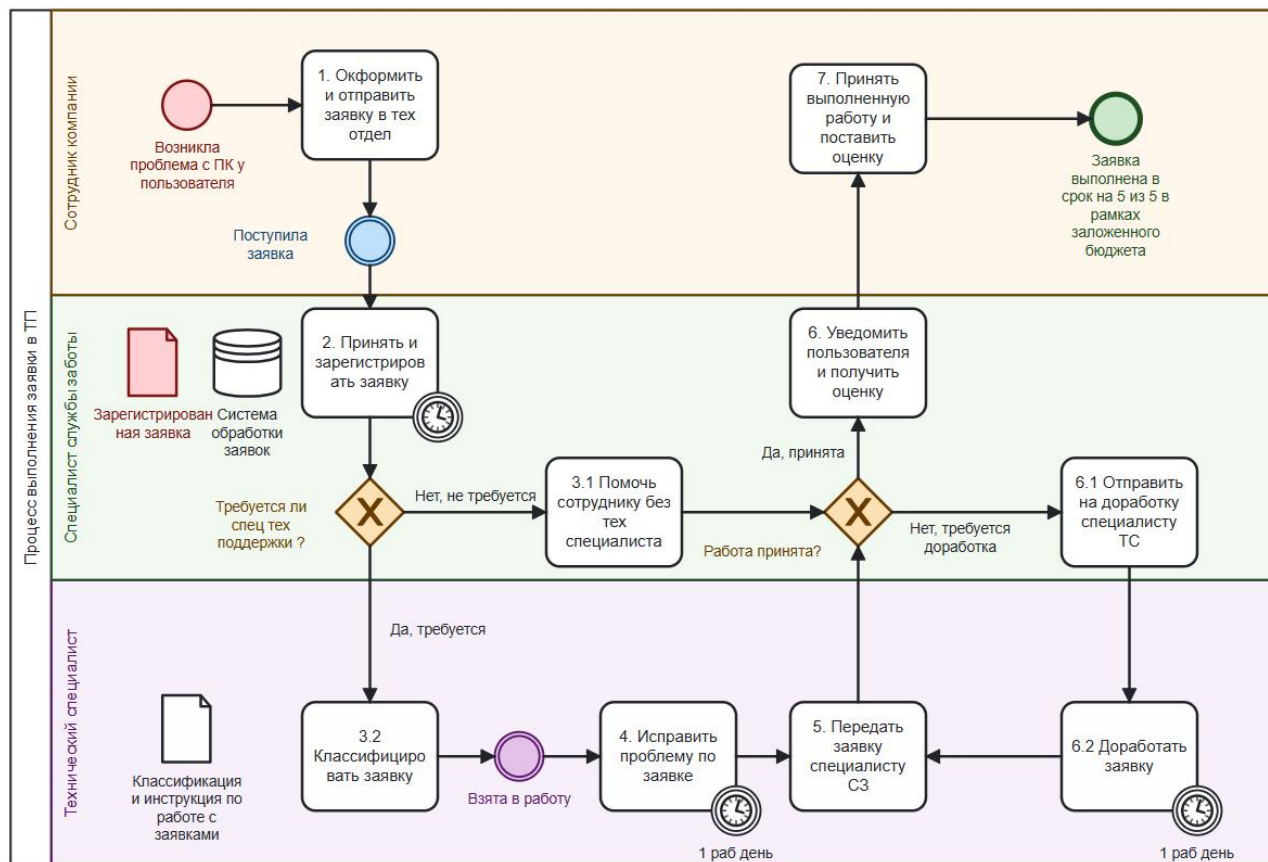 Процесс выполнения заявки в ТП
Сотрудник компании
Возникла
проблема с ПК у
пользователя
1. Окформить
и отправить
заявку в тех
отдел
Поступила
заявка
7. Принять
выполненную
работу и
поставить
оценку
Заявка
выполнена в
срок на 5 из 5 в
рамках
заложенного
бюджета
Специалист службы заботы
Зарегистрирован
ная заявка
Система
обработки
заявок
2. Принять и
зарегистриров
ать заявку
Требуется ли
спец тех
поддержки ?
Нет, не требуется
3.1 Помочь
сотруднику без
тех
специалиста
Работа принята?
Да, принята
6. Уведомить
пользователя
и получить
оценку
Нет, требуется
доработка
6.1 Отправить
на доработку
специалисту
ТС
Да, требуется
Технический специалист
Классификация
и инструкция по
работе с
заявками
3.2
Классифициро
вать заявку
Взята в работу
4. Исправить
проблему по
заявке
1 раб день
5. Передать
заявку
специалисту
СЗ
6.2 Доработать
заявку
1 раб день